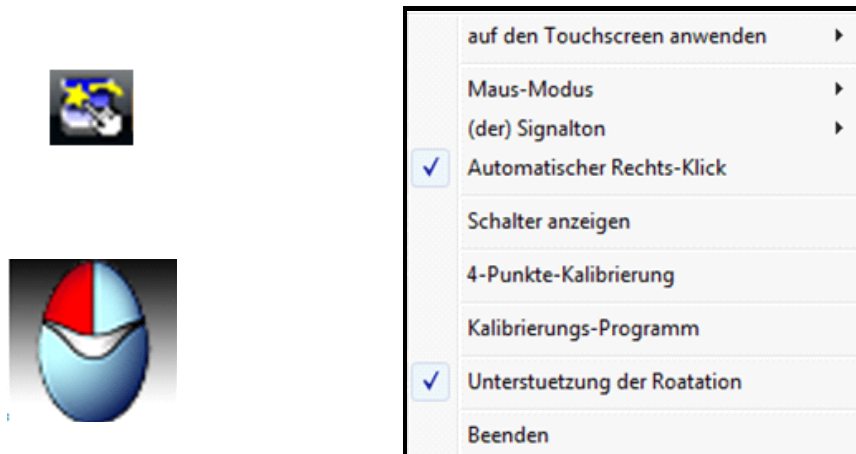 auf den Touchscreen anwenden
Maus-Modus
(der) Signalton
Automatischer Rechts-Klick
Schalter anzeigen
4-Punkte-Kalibrierung
Kalibrierungs-Programm
Unterstuetzung der Roatation
Beenden